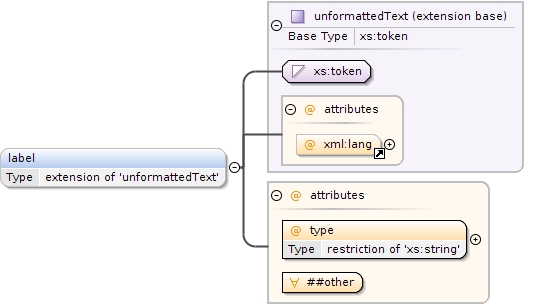 unformattedText (extension base)
Base Type xs:token
xs:token
@ attributes
@ xml:lang
label
Type extension of 'unformattedText'
@ attributes
@ type
Type restriction of 'xs:string'
∀ ##other